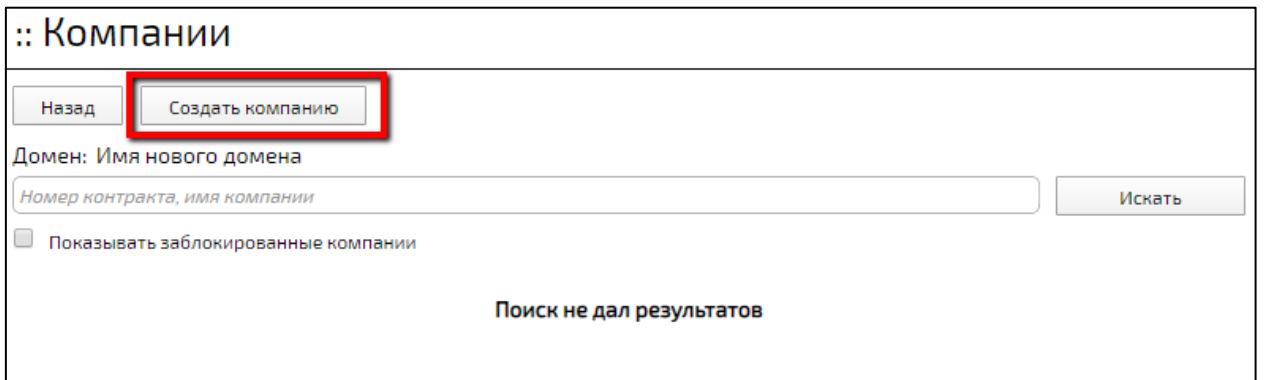 :: Компании
Назад Создать компанию
Домен: Имя нового домена
Номер контракта, имя компании Искать
Показывать заблокированные компании
Поиск не дал результатов